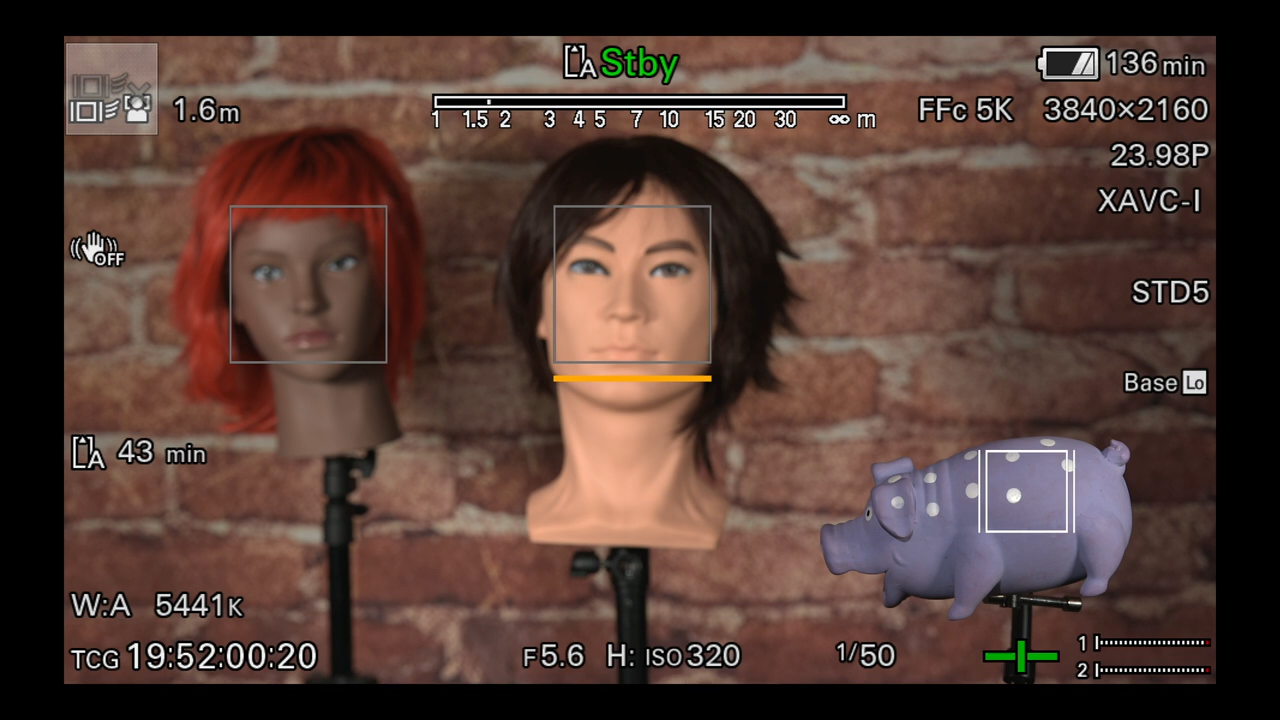 Stby
A
136 min
1.6m
FFc 5K 3840×2160
1 1.5 2 3 4 5 7 10 15 20 30 ∞ m
23.98P
XAVC-I
OFF
STD5
Base Lo
A 43 min
W:A 5441K
TCG 19:52:00:20
F5.6 H: ISO320
1/50
1
2